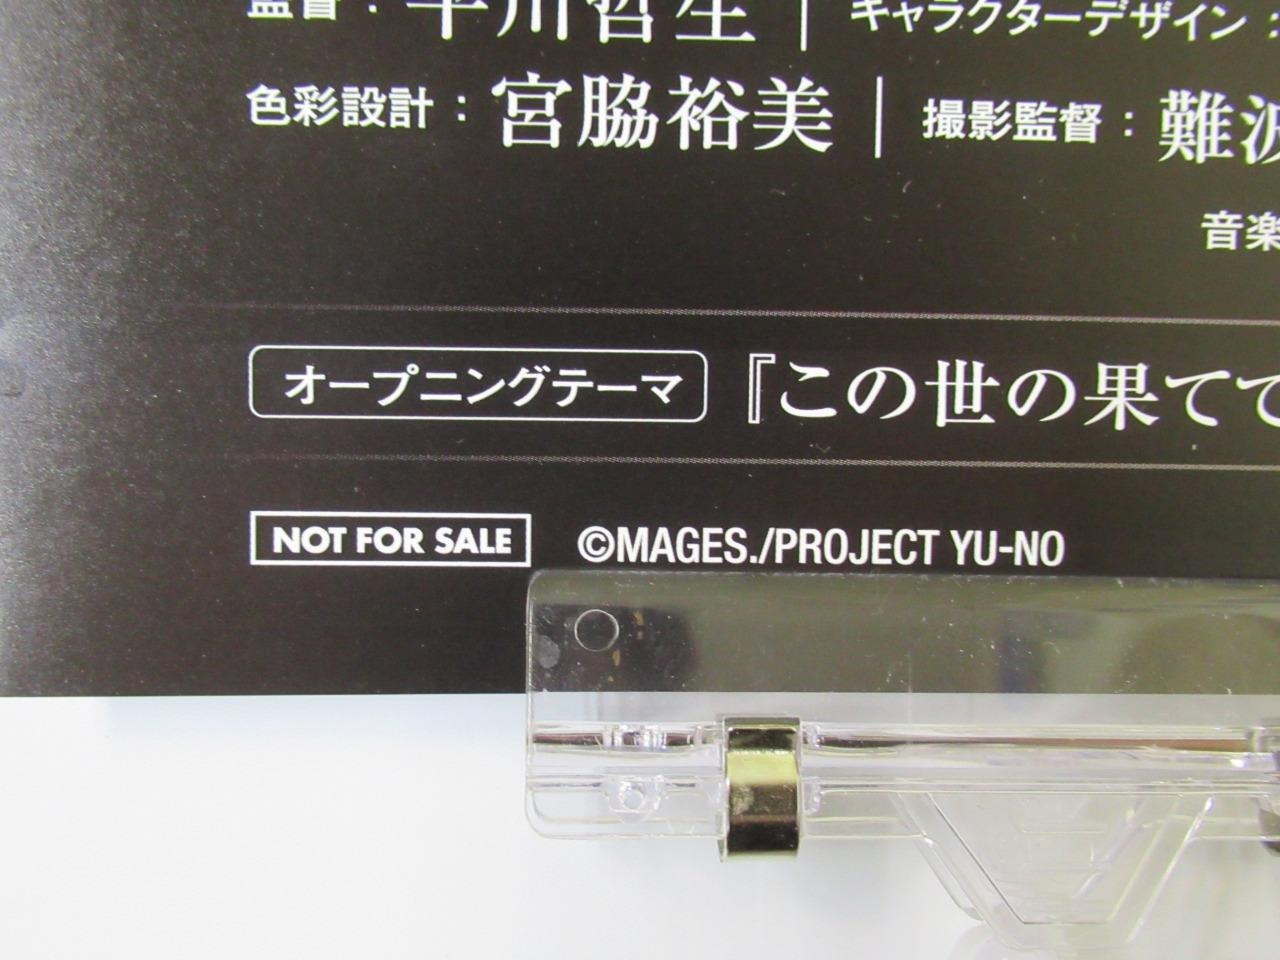 監督：平川哲生｜キャラクターデザイン：
色彩設計：宮脇裕美｜撮影監督：難波
音楽
オープニングテーマ 『この世の果てで
NOT FOR SALE ©MAGES./PROJECT YU-NO